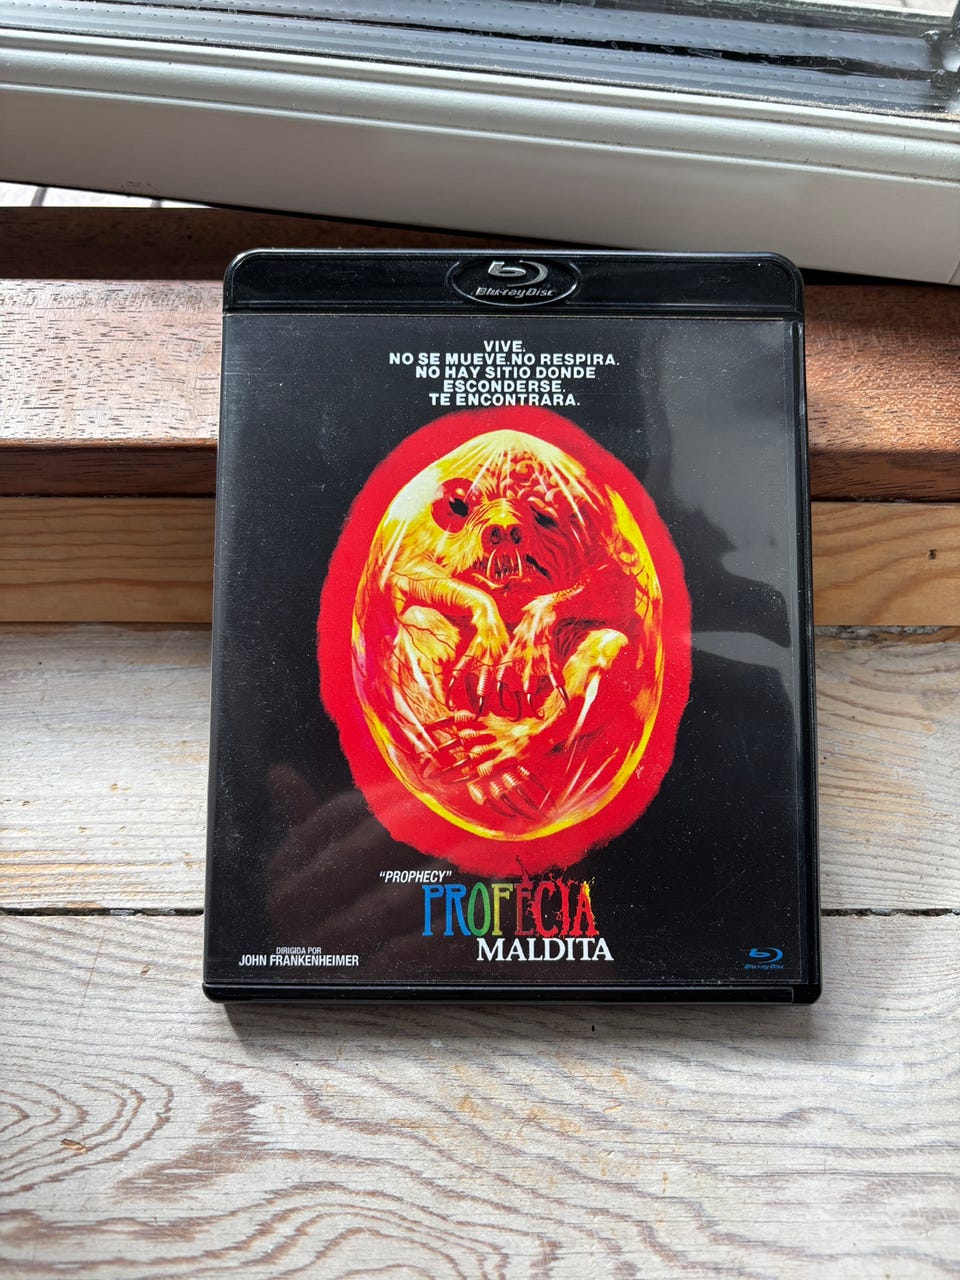 Blu-ray Disc
VIVE.
NO SE MUEVE.NO RESPIRA.
NO HAY SITIO DONDE
ESCONDERSE.
TE ENCONTRARA.
"PROPHECY"
PROFECIA
MALDITA
DIRIGIDA POR
JOHN FRANKENHEIMER
Blu-ray Disc